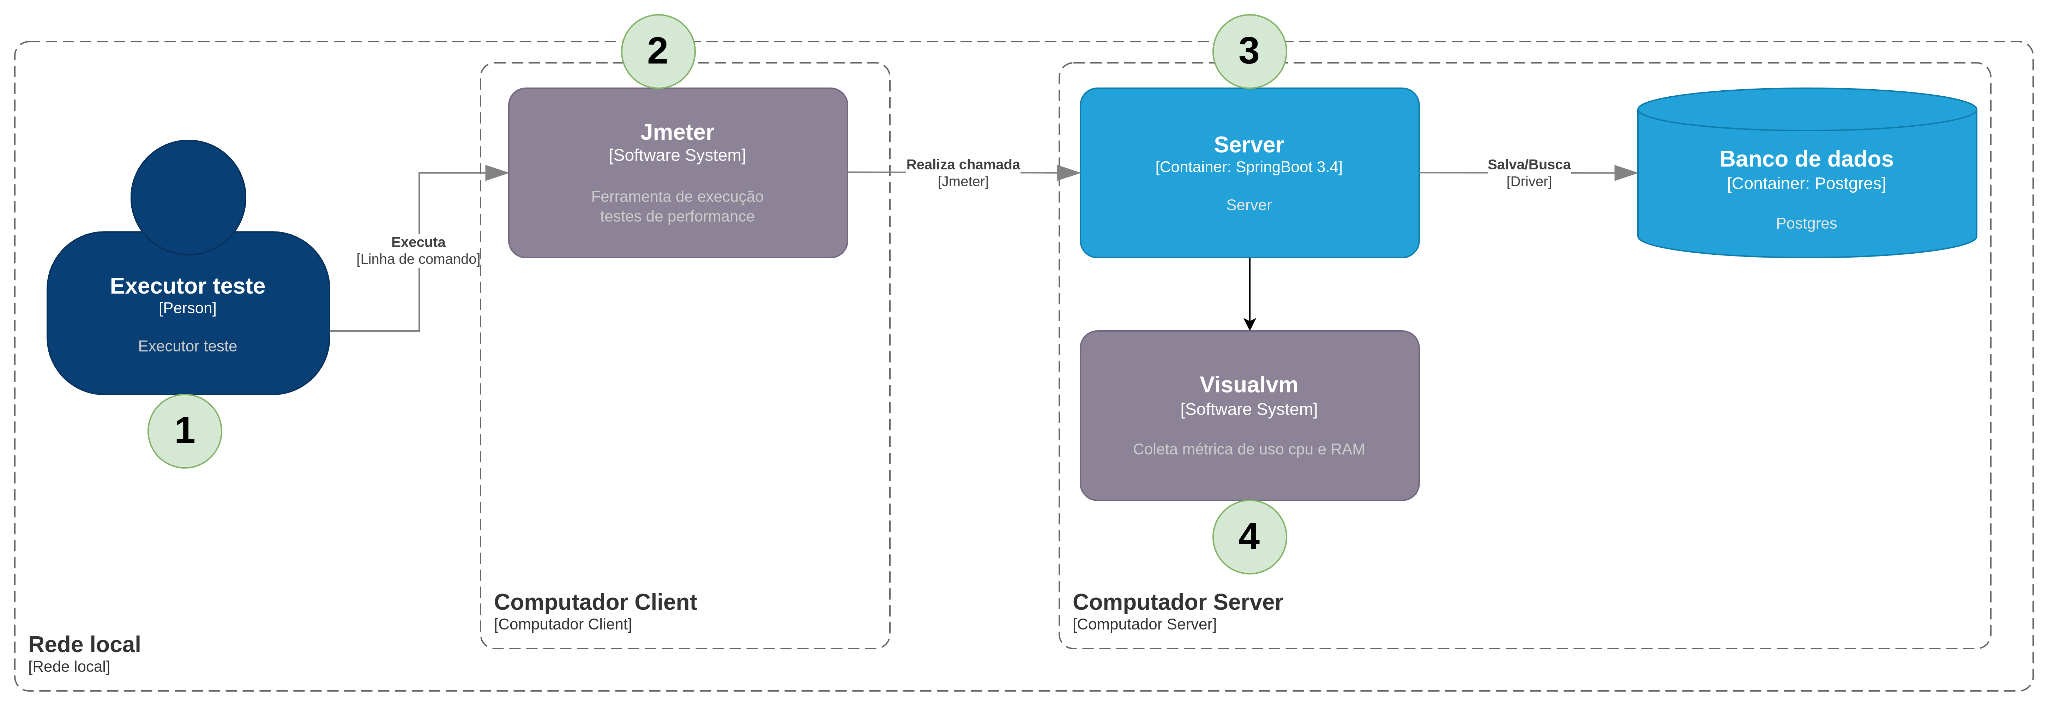 1
Executor teste
[Person]
Executor teste
Executa
[Linha de comando]
2
Jmeter
[Software System]
Ferramenta de execução
testes de performance
Computador Client
[Computador Client]
Realiza chamada
[Jmeter]
3
Server
[Container: SpringBoot 3.4]
Server
Salva/Busca
[Driver]
Banco de dados
[Container: Postgres]
Postgres
Visualvm
[Software System]
Coleta métrica de uso cpu e RAM
4
Computador Server
[Computador Server]
Rede local
[Rede local]